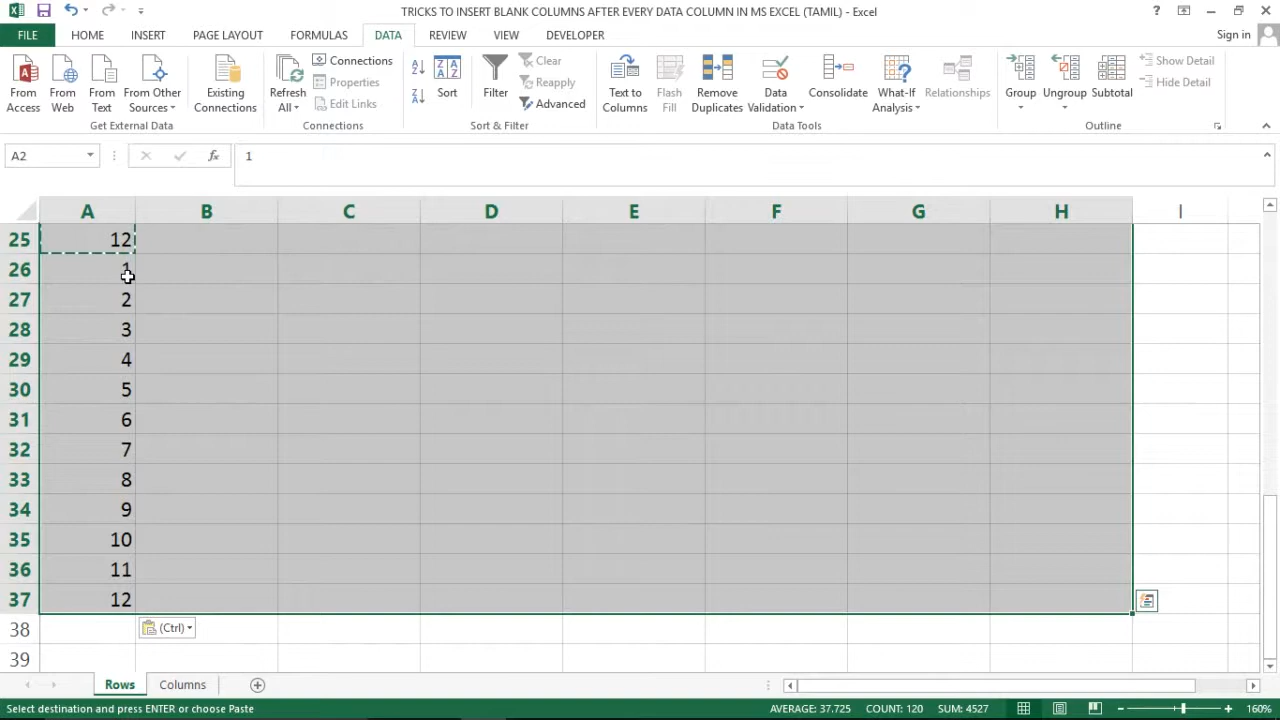 TRICKS TO INSERT BLANK COLUMNS AFTER EVERY DATA COLUMN IN MS EXCEL (TAMIL) - Excel
?
FILE HOME INSERT PAGE LAYOUT FORMULAS DATA REVIEW VIEW DEVELOPER Sign in
From Access
From Web
From Text
From Other Sources
Existing Connections
Refresh All
Connections
Properties
Edit Links
Sort
Filter
Clear
Reapply
Advanced
Text to Columns
Flash Fill
Remove Duplicates
Data Validation
Consolidate
What-If Analysis
Relationships
Group
Ungroup
Subtotal
Show Detail
Hide Detail
Get External Data Connections Sort & Filter Data Tools Outline
A2 fx 1
A B C D E F G H I
25 12
26 1
27 2
28 3
29 4
30 5
31 6
32 7
33 8
34 9
35 10
36 11
37 12
38 (Ctrl)
39
Rows Columns
Select destination and press ENTER or choose Paste AVERAGE: 37.725 COUNT: 120 SUM: 4527 160%